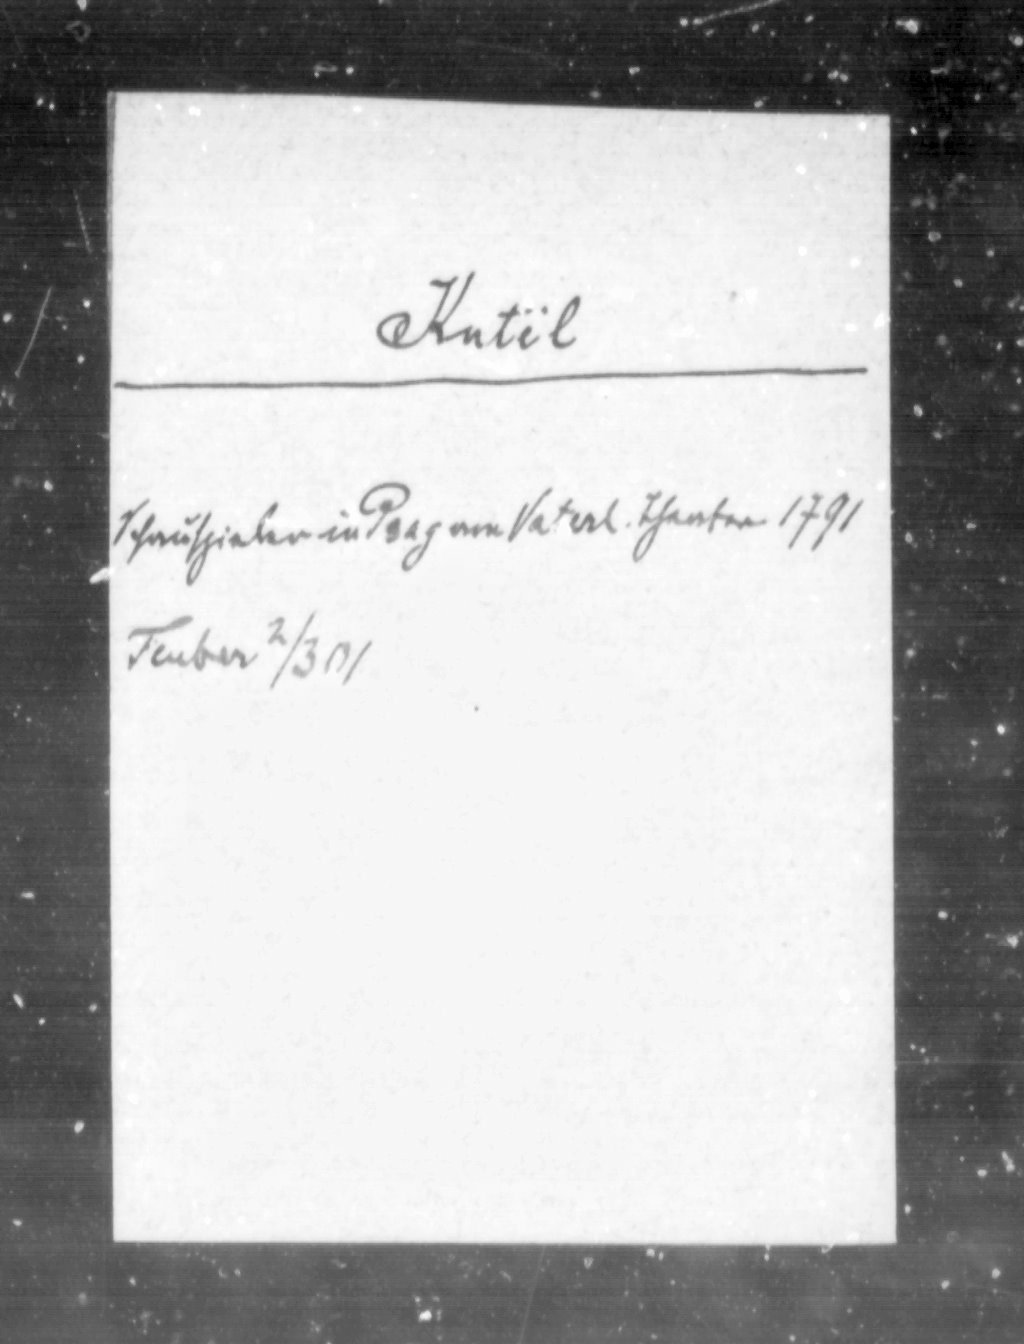 Kutil
Schauspieler in Prag am Vaterl. Theater 1791
Teuber 2/301